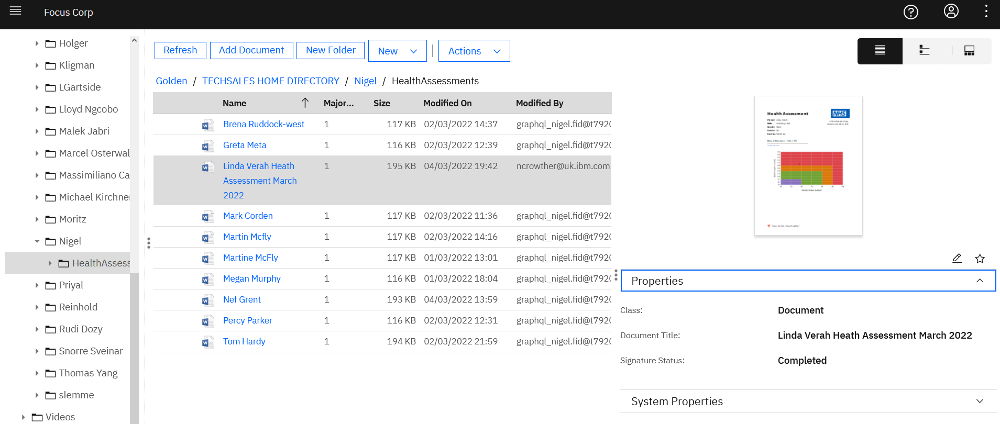 Focus Corp
Holger
Kligman
LGartside
Lloyd Ngcobo
Malek Jabri
Marcel Osterwal
Massimiliano Ca
Michael Kirchne
Moritz
Nigel
HealthAssess
Priyal
Reinhold
Rudi Dozy
Snorre Sveinar
Thomas Yang
slemme
Videos
Refresh
Add Document
New Folder
New
Actions
Golden / TECHSALES HOME DIRECTORY / Nigel / HealthAssessments
Name Major... Size Modified On Modified By
Brena Ruddock-west 1 117 KB 02/03/2022 14:37 graphql_nigel.fid@t792
Greta Meta 1 116 KB 02/03/2022 12:39 graphql_nigel.fid@t792
Linda Verah Heath 1 195 KB 04/03/2022 19:42 ncrowther@uk.ibm.com
Assessment March
2022
Mark Corden 1 117 KB 02/03/2022 11:36 graphql_nigel.fid@t792
Martin Mcfly 1 117 KB 02/03/2022 14:16 graphql_nigel.fid@t792
Martine McFly 1 117 KB 01/03/2022 13:01 graphql_nigel.fid@t792
Megan Murphy 1 116 KB 01/03/2022 18:04 graphql_nigel.fid@t792
Nef Grent 1 193 KB 04/03/2022 13:59 graphql_nigel.fid@t792
Percy Parker 1 116 KB 02/03/2022 12:31 graphql_nigel.fid@t792
Tom Hardy 1 194 KB 02/03/2022 21:59 graphql_nigel.fid@t792
Health Assessment
NHS
Properties
Class: Document
Document Title: Linda Verah Heath Assessment March 2022
Signature Status: Completed
System Properties